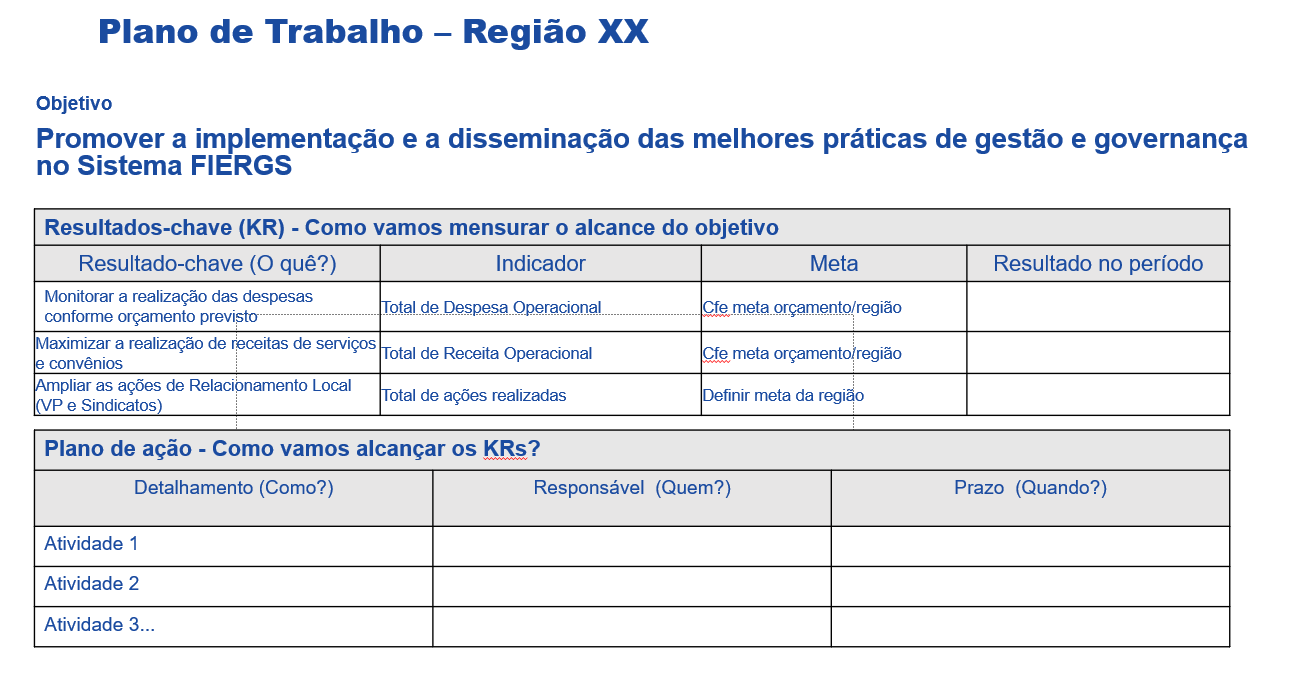 Plano de Trabalho – Região XX
Objetivo
Promover a implementação e a disseminação das melhores práticas de gestão e governança
no Sistema FIERGS
Resultados-chave (KR) - Como vamos mensurar o alcance do objetivo
Resultado-chave (O quê?) Indicador Meta Resultado no período
Monitorar a realização das despesas
conforme orçamento previsto
Total de Despesa Operacional
Cfe meta orçamento/região
Maximizar a realização de receitas de serviços
e convênios
Total de Receita Operacional
Cfe meta orçamento/região
Ampliar as ações de Relacionamento Local
(VP e Sindicatos)
Total de ações realizadas
Definir meta da região
Plano de ação - Como vamos alcançar os KRs?
Detalhamento (Como?) Responsável (Quem?) Prazo (Quando?)
Atividade 1
Atividade 2
Atividade 3...